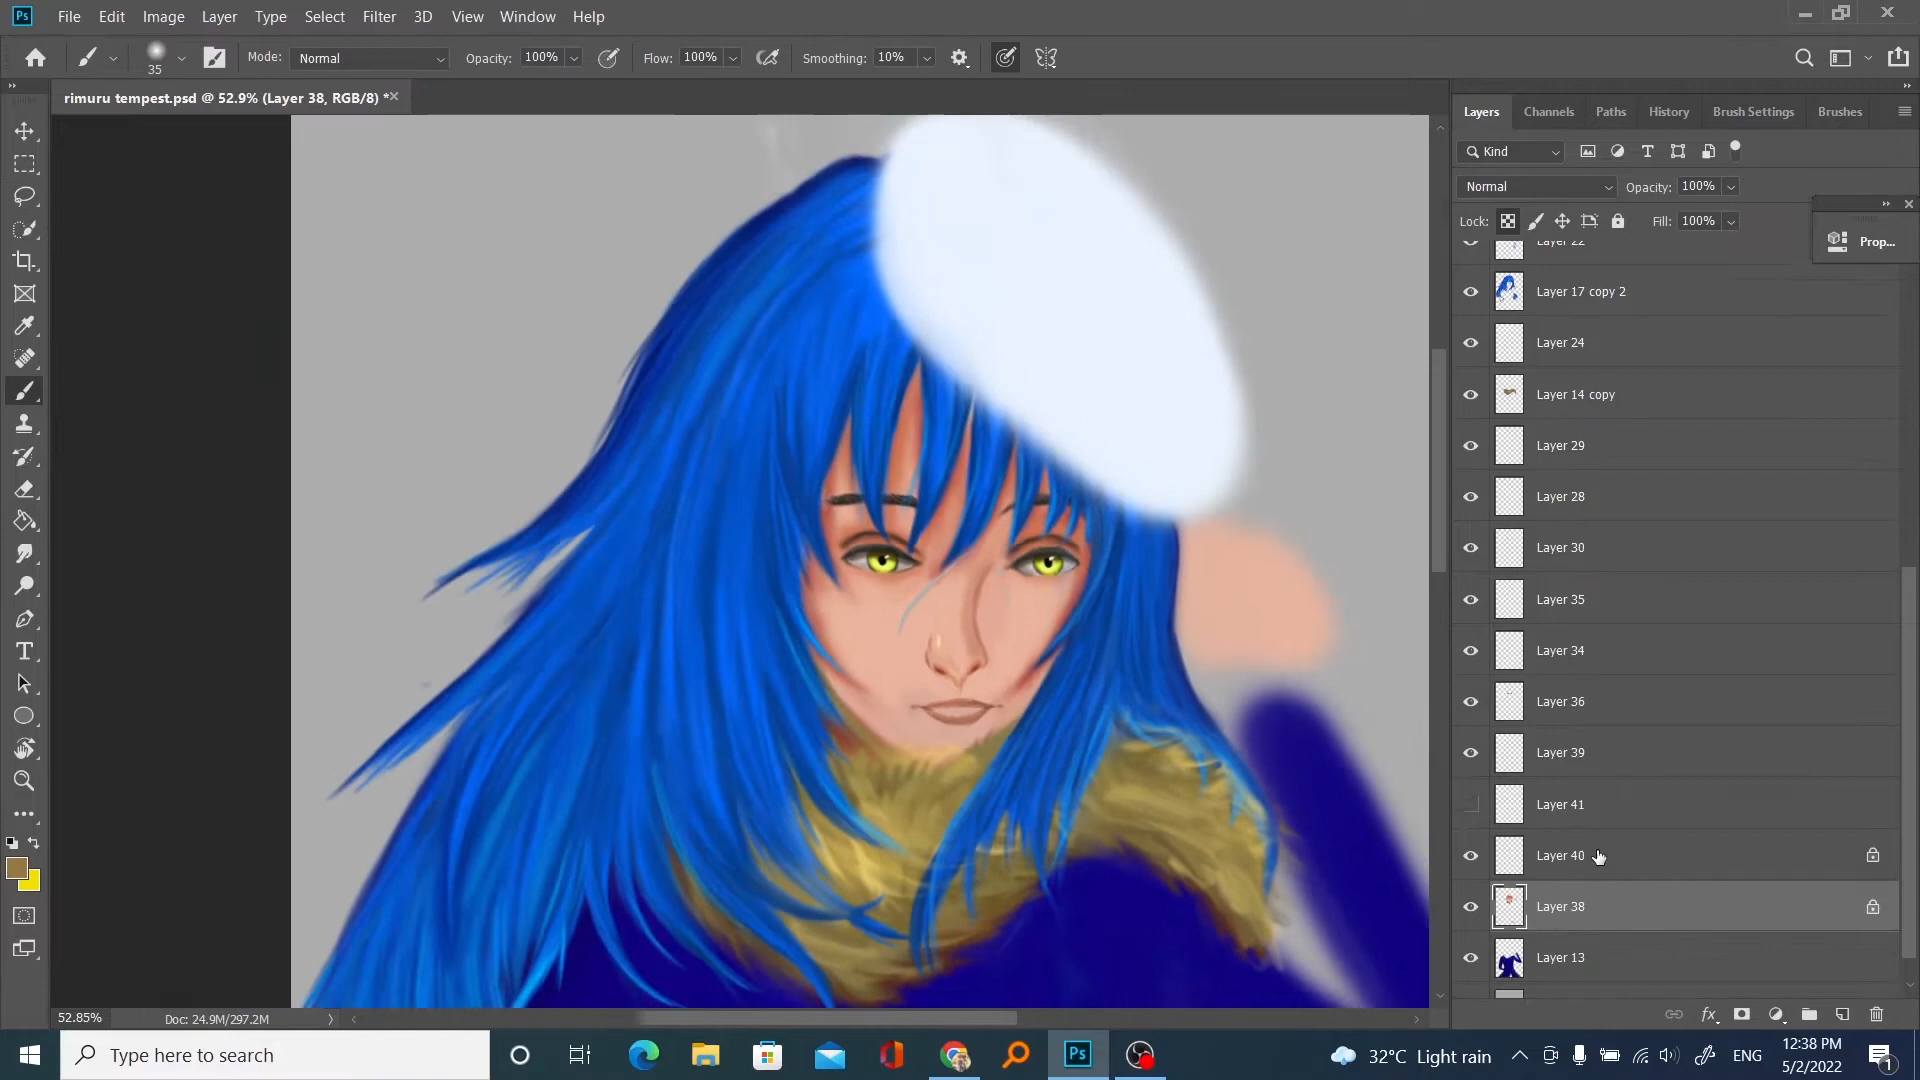 Ps File Edit Image Layer Type Select Filter 3D View Window Help
35 Mode: Normal Opacity: 100% Flow: 100% Smoothing: 10%
rimuru tempest.psd @ 52.9% (Layer 38, RGB/8) *
Layers Channels Paths History Brush Settings Brushes
Kind
Normal Opacity: 100%
Lock: Fill: 100%
Prop...
Layer 22
Layer 17 copy 2
Layer 24
Layer 14 copy
Layer 29
Layer 28
Layer 30
Layer 35
Layer 34
Layer 36
Layer 39
Layer 41
Layer 40
Layer 38
Layer 13
fx
52.85% Doc: 24.9M/297.2M
Type here to search
Ps
32°C Light rain
ENG
12:38 PM
5/2/2022
1